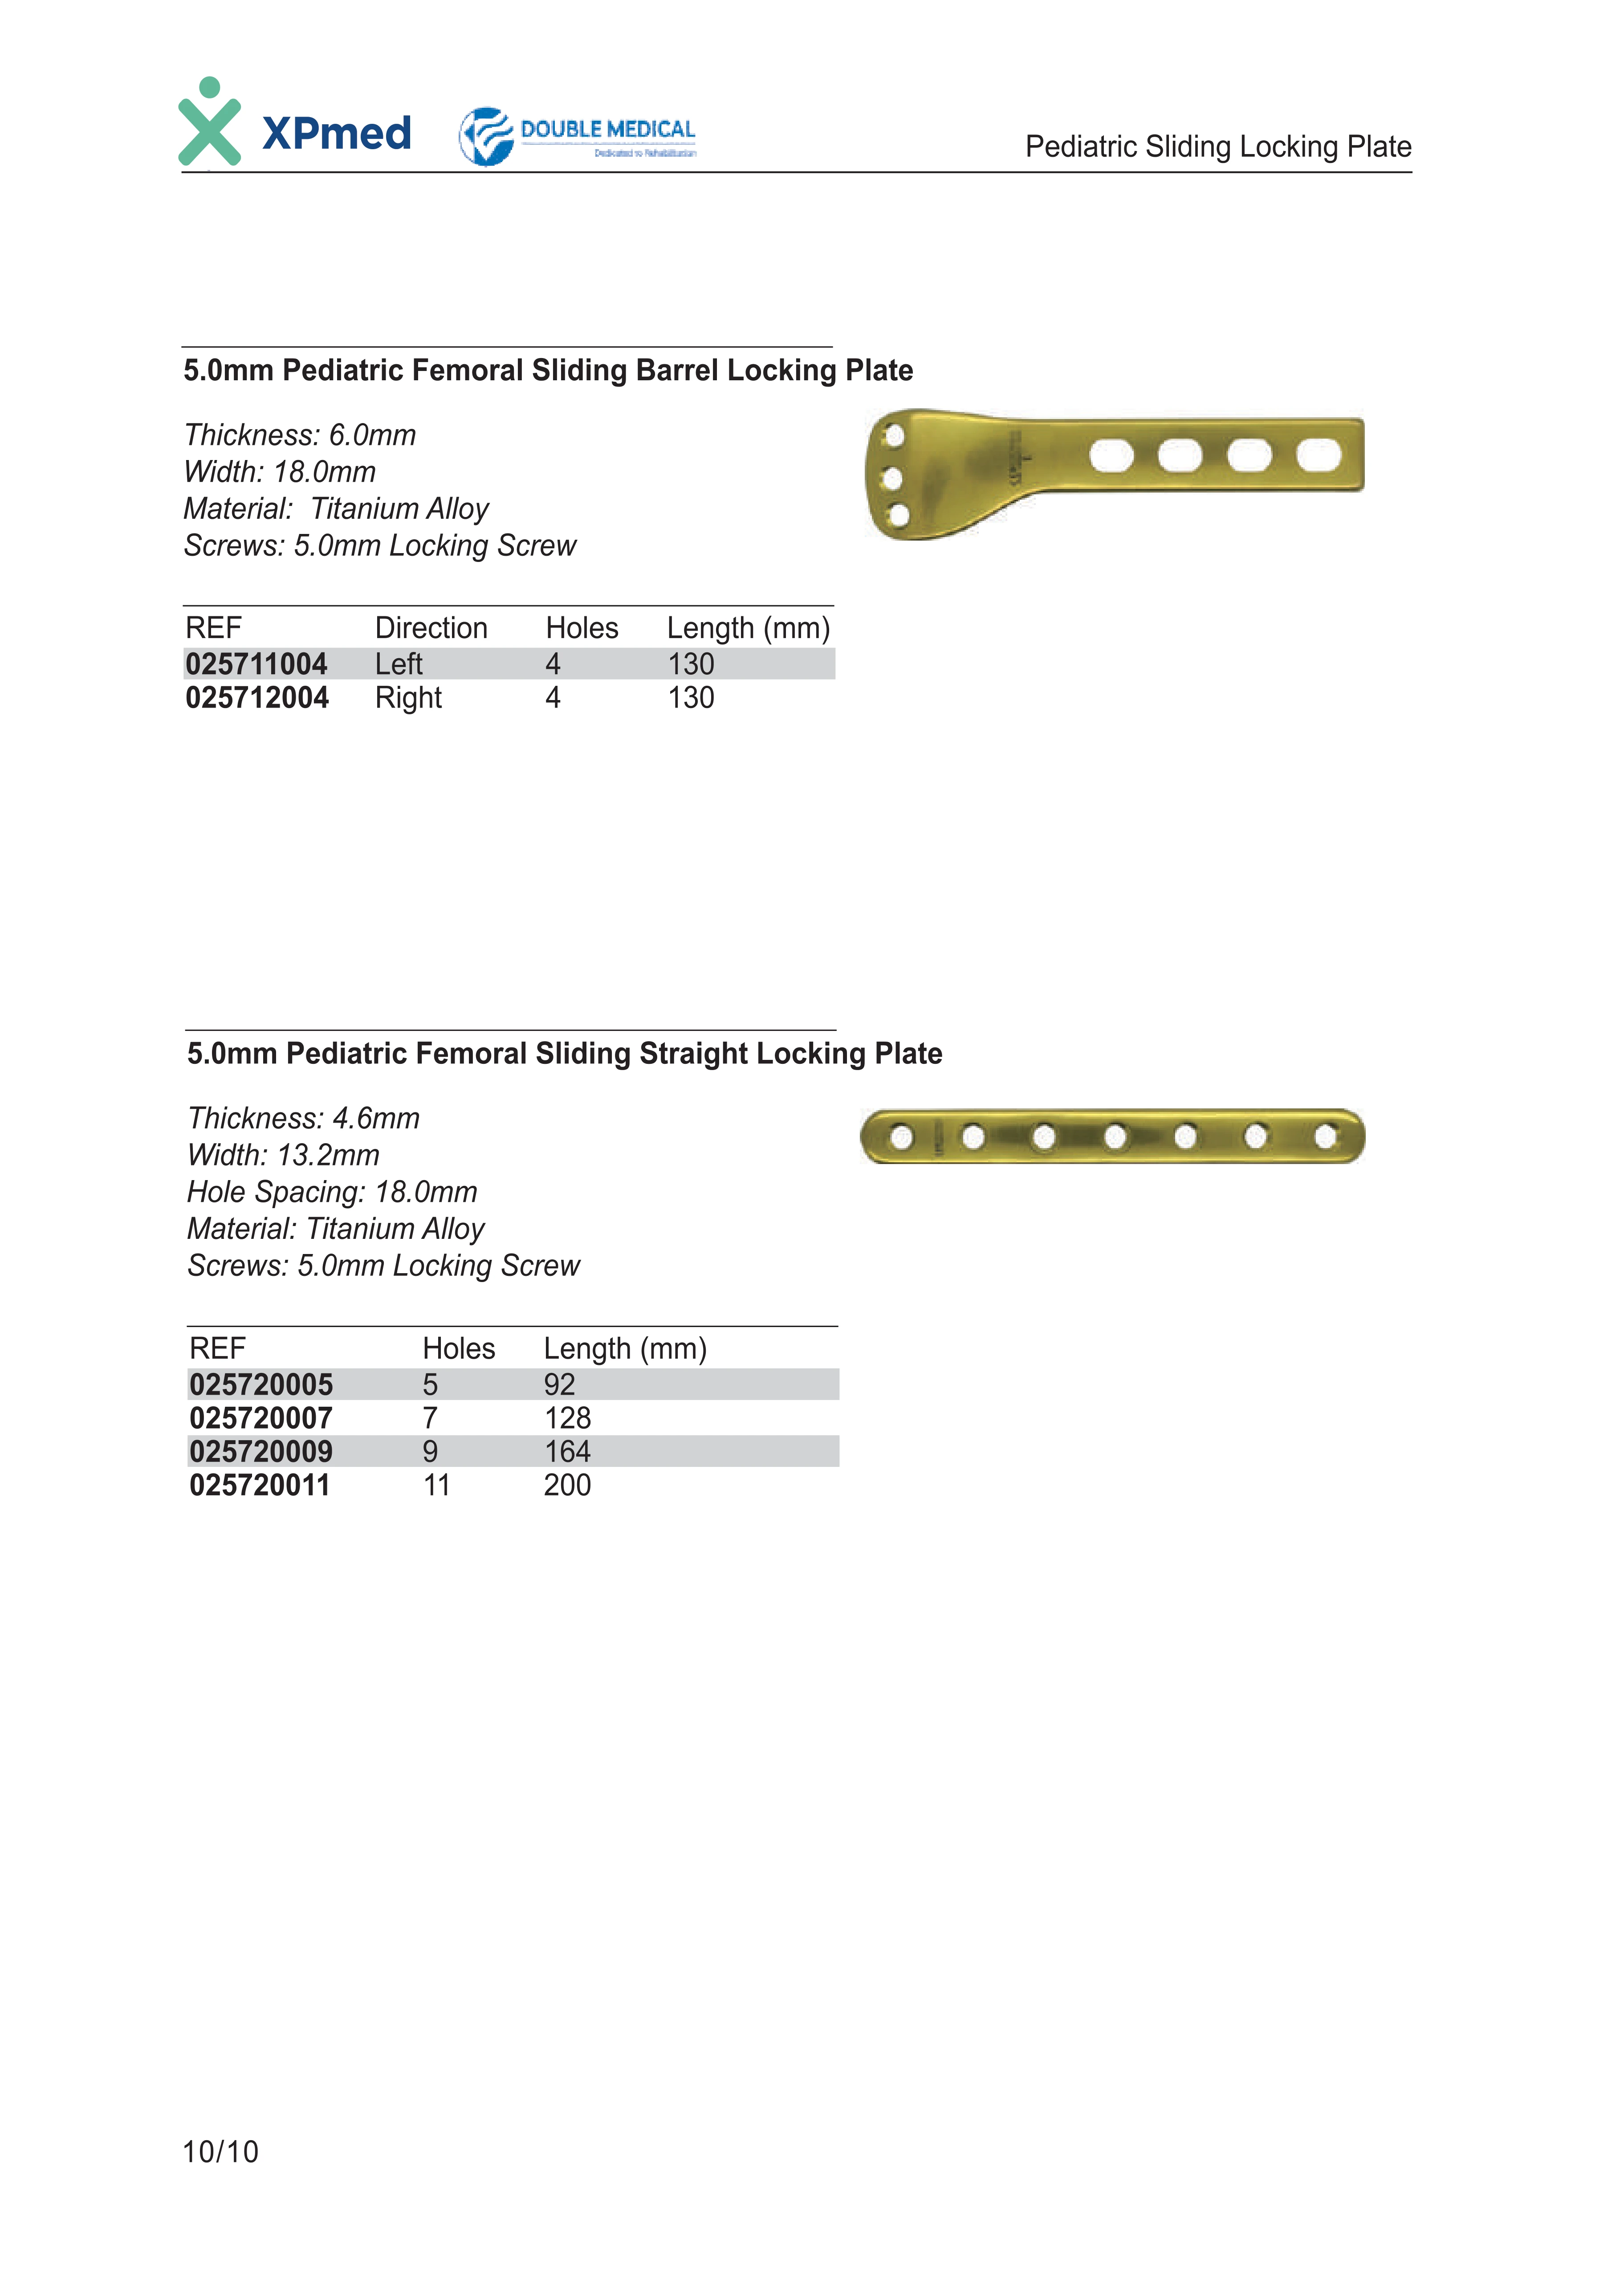 XPmed
DOUBLE MEDICAL
Dedicated to Rehabilitation
Pediatric Sliding Locking Plate
5.0mm Pediatric Femoral Sliding Barrel Locking Plate
Thickness: 6.0mm
Width: 18.0mm
Material: Titanium Alloy
Screws: 5.0mm Locking Screw
REF Direction Holes Length (mm)
025711004 Left 4 130
025712004 Right 4 130
5.0mm Pediatric Femoral Sliding Straight Locking Plate
Thickness: 4.6mm
Width: 13.2mm
Hole Spacing: 18.0mm
Material: Titanium Alloy
Screws: 5.0mm Locking Screw
REF Holes Length (mm)
025720005 5 92
025720007 7 128
025720009 9 164
025720011 11 200
10/10